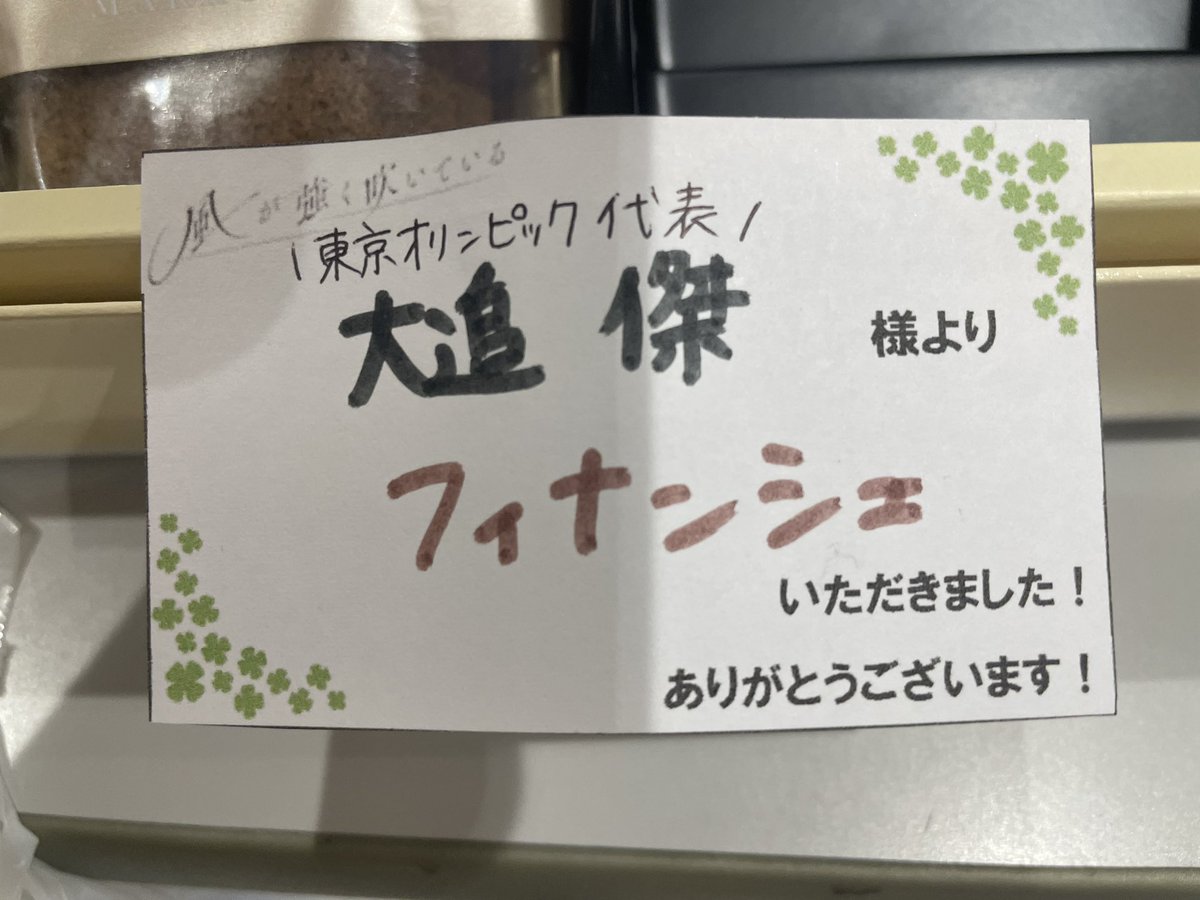 風が強く吹いている
\東京オリンピック代表/
大迫 傑
様より
フィナンシェ
いただきました！
ありがとうございます！